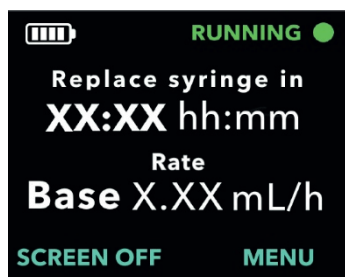 RUNNING
Replace syringe in
XX:XX hh:mm
Rate
Base X.XX mL/h
SCREEN OFF MENU